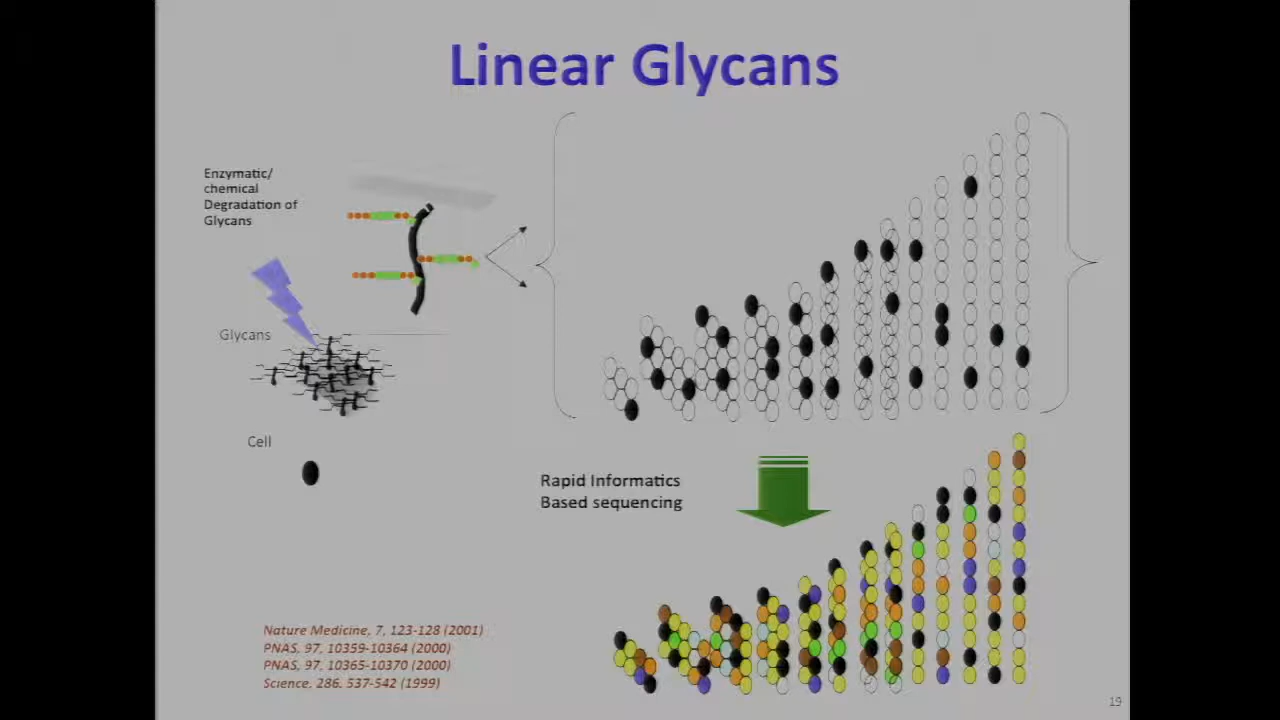 Linear Glycans
Enzymatic/
chemical
Degradation of
Glycans
Glycans
Cell
Rapid Informatics
Based sequencing
Nature Medicine, 7, 123-128 (2001)
PNAS, 97, 10359-10364 (2000)
PNAS, 97, 10365-10370 (2000)
Science, 286, 537-542 (1999)
19